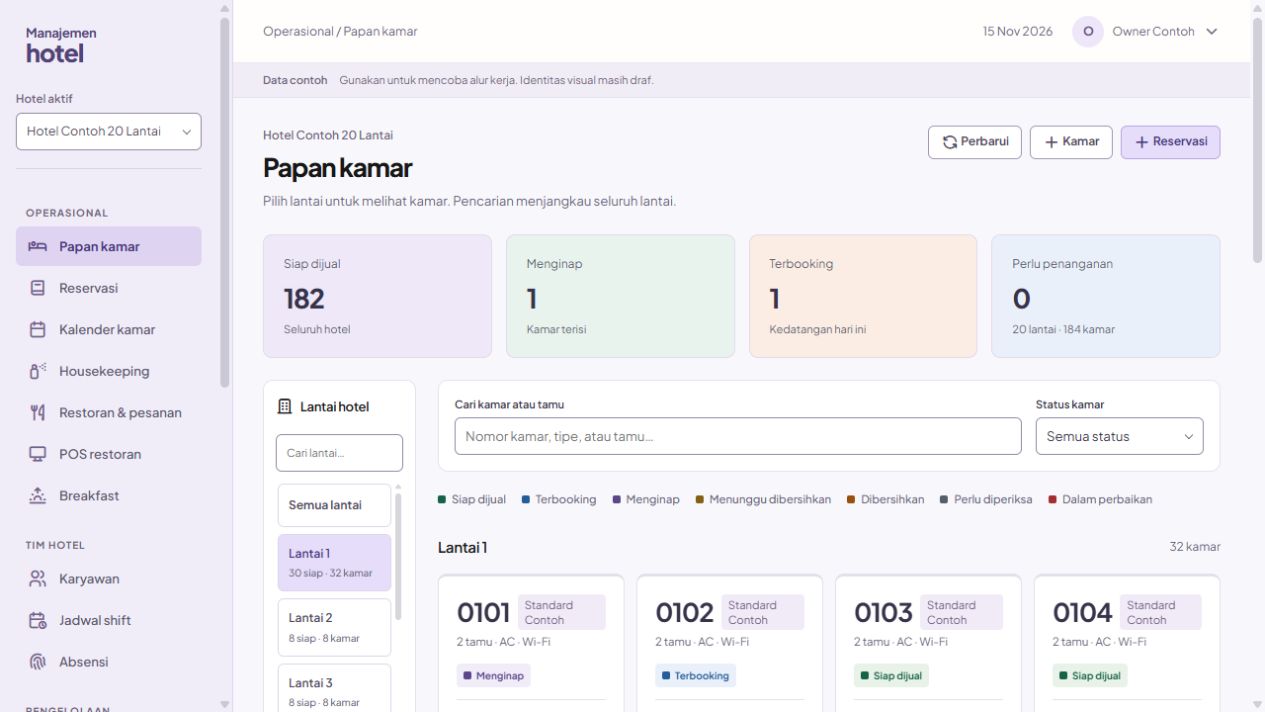 Manajemen
hotel
Hotel aktif
Hotel Contoh 20 Lantai
OPERASIONAL
Papan kamar
Reservasi
Kalender kamar
Housekeeping
Restoran & pesanan
POS restoran
Breakfast
TIM HOTEL
Karyawan
Jadwal shift
Absensi
PENGELOLAAN
Operasional / Papan kamar
15 Nov 2026
O
Owner Contoh
Data contoh Gunakan untuk mencoba alur kerja. Identitas visual masih draf.
Hotel Contoh 20 Lantai
Papan kamar
Pilih lantai untuk melihat kamar. Pencarian menjangkau seluruh lantai.
Perbarui
Kamar
Reservasi
Siap dijual
182
Seluruh hotel
Menginap
1
Kamar terisi
Terbooking
1
Kedatangan hari ini
Perlu penanganan
0
20 lantai · 184 kamar
Lantai hotel
Cari lantai...
Semua lantai
Lantai 1
30 siap · 32 kamar
Lantai 2
8 siap · 8 kamar
Lantai 3
8 siap · 8 kamar
Cari kamar atau tamu
Nomor kamar, tipe, atau tamu...
Status kamar
Semua status
Siap dijual
Terbooking
Menginap
Menunggu dibersihkan
Dibersihkan
Perlu diperiksa
Dalam perbaikan
Lantai 1
32 kamar
0101
Standard
Contoh
2 tamu · AC · Wi-Fi
Menginap
0102
Standard
Contoh
2 tamu · AC · Wi-Fi
Terbooking
0103
Standard
Contoh
2 tamu · AC · Wi-Fi
Siap dijual
0104
Standard
Contoh
2 tamu · AC · Wi-Fi
Siap dijual